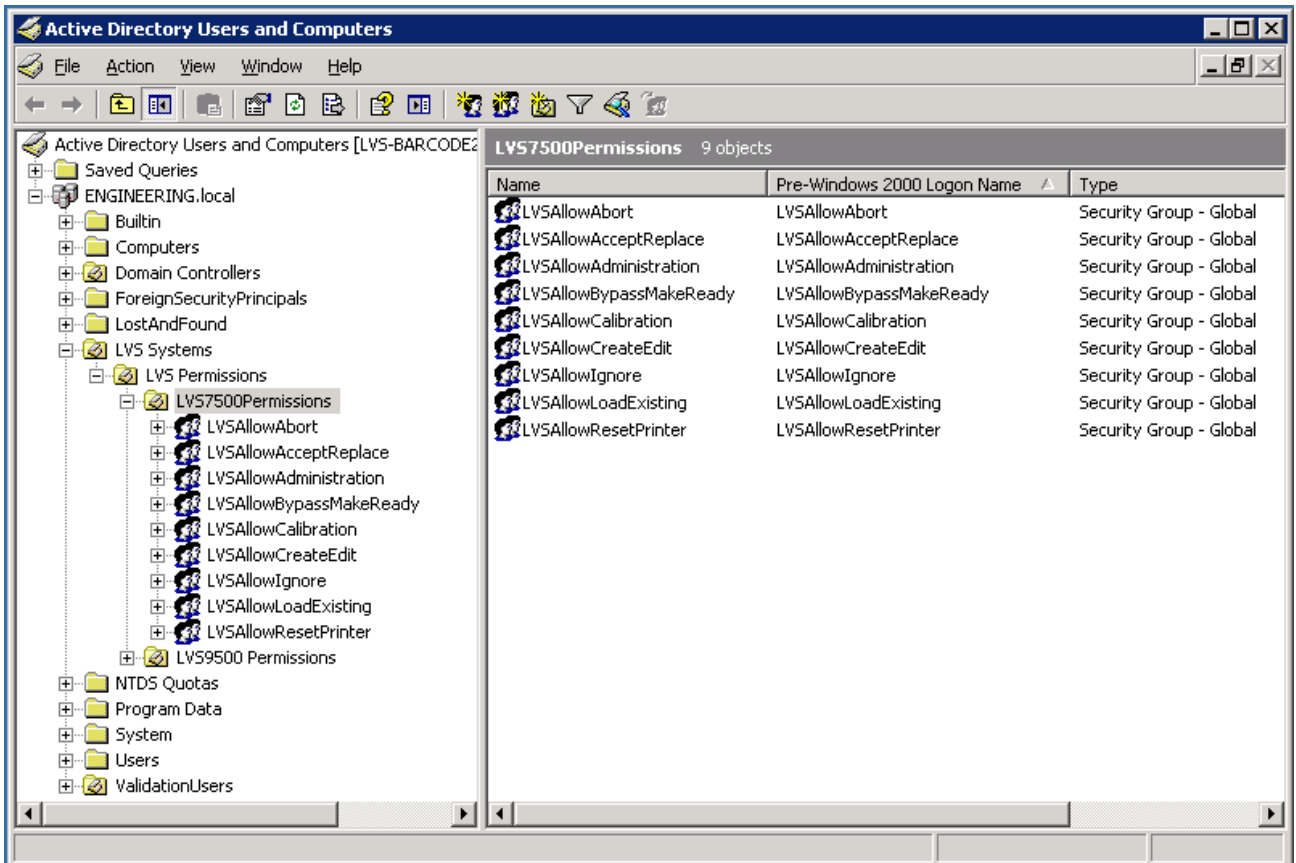 Active Directory Users and Computers
File Action View Window Help
Active Directory Users and Computers [LVS-BARCODE2
Saved Queries
ENGINEERING.local
Builtin
Computers
Domain Controllers
ForeignSecurityPrincipals
LostAndFound
LVS Systems
LVS Permissions
LVS7500Permissions
LVSAllowAbort
LVSAllowAcceptReplace
LVSAllowAdministration
LVSAllowBypassMakeReady
LVSAllowCalibration
LVSAllowCreateEdit
LVSAllowIgnore
LVSAllowLoadExisting
LVSAllowResetPrinter
LVS9500 Permissions
NTDS Quotas
Program Data
System
Users
ValidationUsers
LVS7500Permissions 9 objects
Name Pre-Windows 2000 Logon Name Type
LVSAllowAbort LVSAllowAbort Security Group - Global
LVSAllowAcceptReplace LVSAllowAcceptReplace Security Group - Global
LVSAllowAdministration LVSAllowAdministration Security Group - Global
LVSAllowBypassMakeReady LVSAllowBypassMakeReady Security Group - Global
LVSAllowCalibration LVSAllowCalibration Security Group - Global
LVSAllowCreateEdit LVSAllowCreateEdit Security Group - Global
LVSAllowIgnore LVSAllowIgnore Security Group - Global
LVSAllowLoadExisting LVSAllowLoadExisting Security Group - Global
LVSAllowResetPrinter LVSAllowResetPrinter Security Group - Global